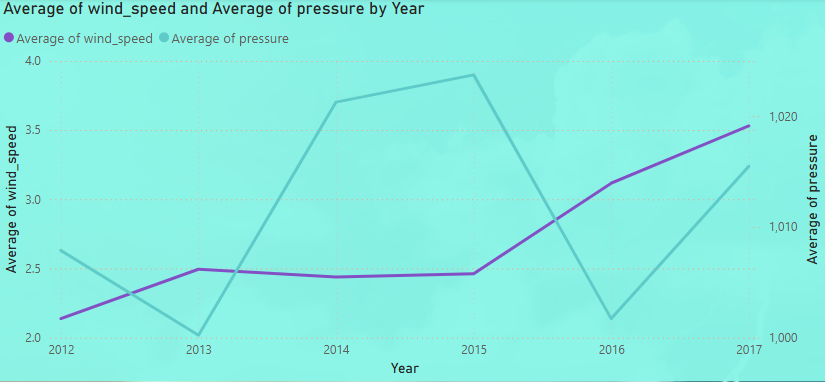 Average of wind_speed and Average of pressure by Year
Average of wind_speed Average of pressure
4.0
3.5
3.0
2.5
2.0
Average of wind_speed
1,020
1,010
1,000
Average of pressure
2012 2013 2014 2015 2016 2017
Year